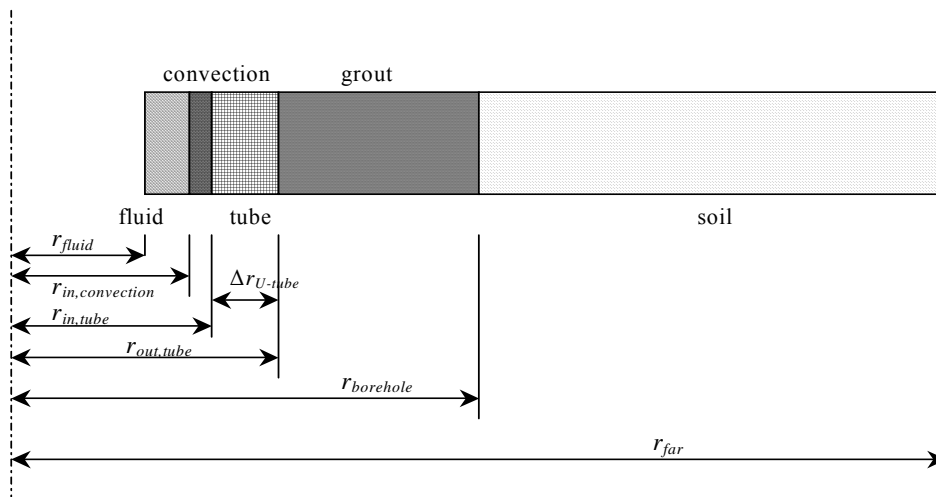 convection grout
fluid tube soil
r_fluid
Δr_U-tube
r_in,convection
r_in,tube
r_out,tube
r_borehole
r_far